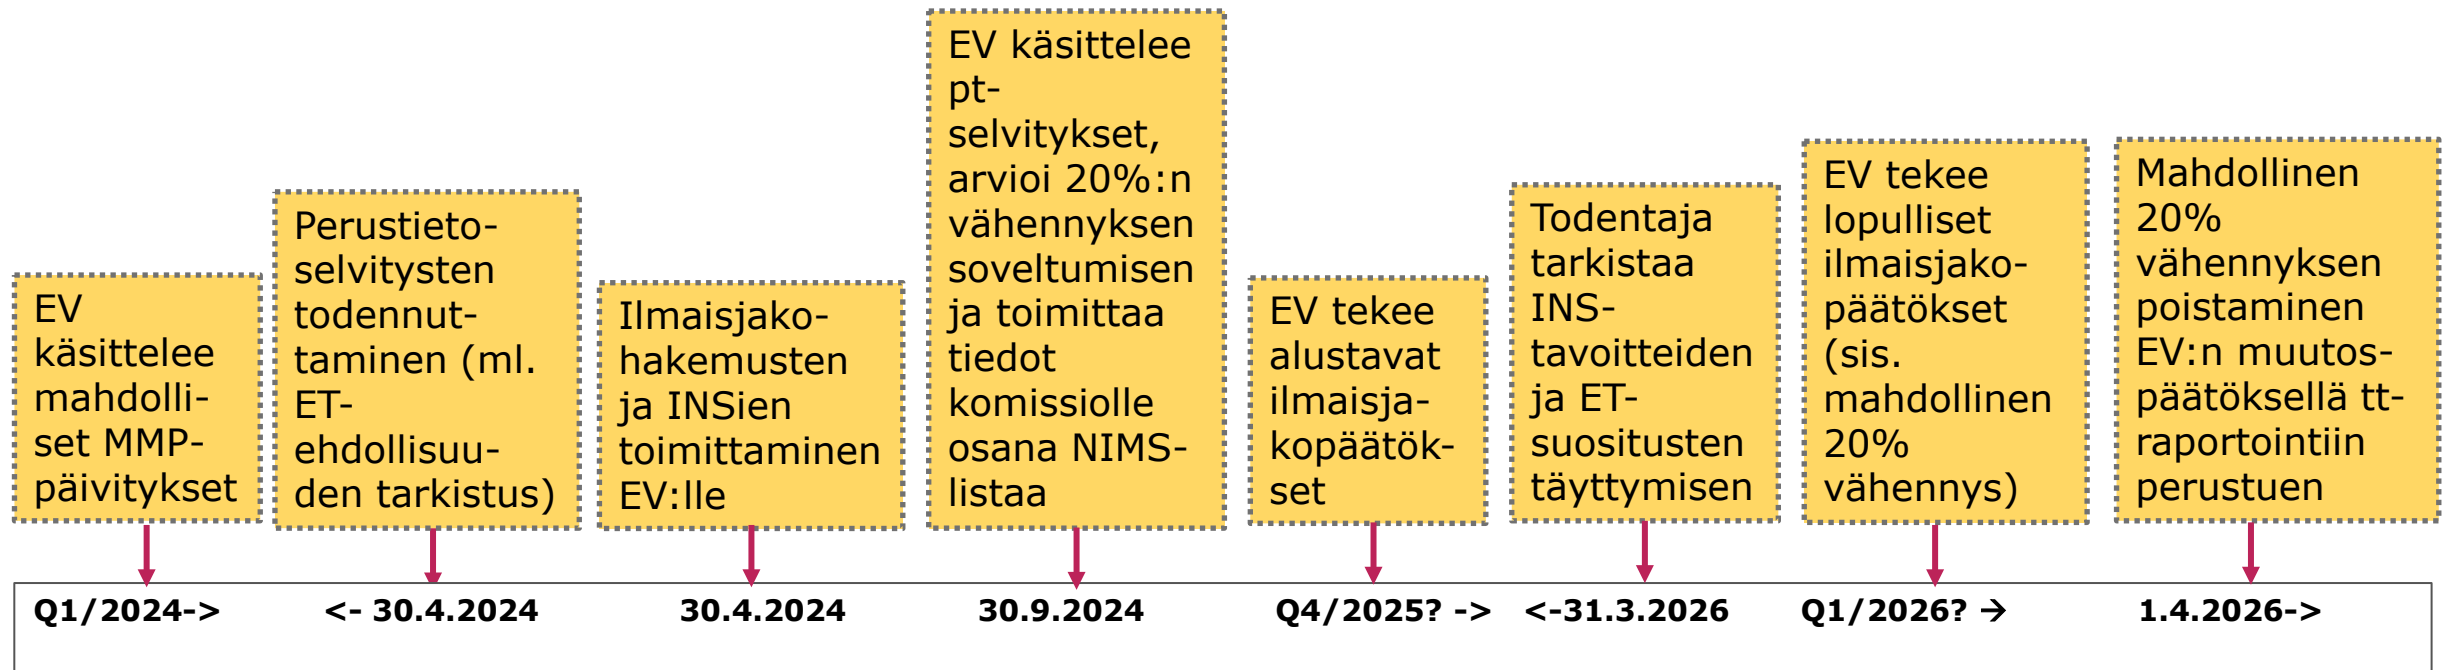 EV
käsittelee
mahdolli-
set MMP-
päivitykset
Perustieto-
selvitysten
todennut-
taminen (ml.
ET-
ehdollisuu-
den tarkistus)
Ilmaisjako-
hakemusten
ja INSien
toimittaminen
EV:lle
EV käsittelee
pt-
selvitykset,
arvioi 20%:n
vähennyksen
soveltumisen
ja toimittaa
tiedot
komissiolle
osana NIMS-
listaa
EV tekee
alustavat
ilmaisja-
kopäätök-
set
Todentaja
tarkistaa
INS-
tavoitteiden
ja ET-
suositusten
täyttymisen
EV tekee
lopulliset
ilmaisjako-
päätökset
(sis.
mahdollinen
20%
vähennys)
Mahdollinen
20%
vähennyksen
poistaminen
EV:n muutos-
päätöksellä tt-
raportointiin
perustuen
Q1/2024-> <- 30.4.2024 30.4.2024 30.9.2024 Q4/2025? -> <-31.3.2026 Q1/2026? → 1.4.2026->